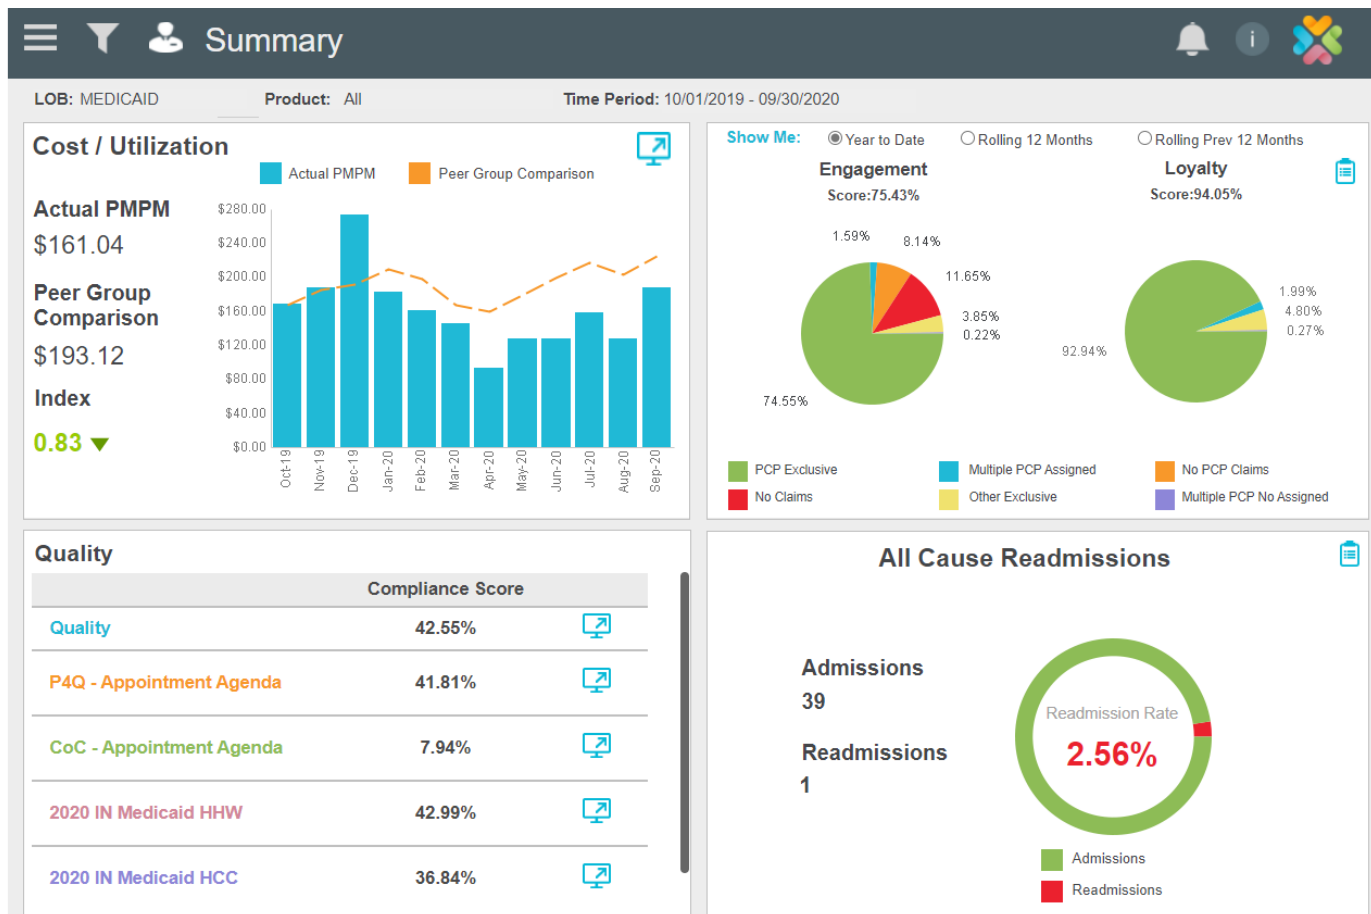 Summary
i
LOB: MEDICAID Product: All Time Period: 10/01/2019 - 09/30/2020
Cost / Utilization
Actual PMPM Peer Group Comparison
Actual PMPM
$161.04
Peer Group
Comparison
$193.12
Index
0.83
$280.00
$240.00
$200.00
$160.00
$120.00
$80.00
$40.00
$0.00
Oct-19 Nov-19 Dec-19 Jan-20 Feb-20 Mar-20 Apr-20 May-20 Jun-20 Jul-20 Aug-20 Sep-20
Show Me: Year to Date Rolling 12 Months Rolling Prev 12 Months
Engagement
Score:75.43%
1.59%
8.14%
11.65%
3.85%
0.22%
74.55%
Loyalty
Score:94.05%
1.99%
4.80%
0.27%
92.94%
PCP Exclusive Multiple PCP Assigned No PCP Claims
No Claims Other Exclusive Multiple PCP No Assigned
Quality
Compliance Score
Quality 42.55%
P4Q - Appointment Agenda 41.81%
CoC - Appointment Agenda 7.94%
2020 IN Medicaid HHW 42.99%
2020 IN Medicaid HCC 36.84%
All Cause Readmissions
Admissions
39
Readmissions
1
Readmission Rate
2.56%
Admissions
Readmissions